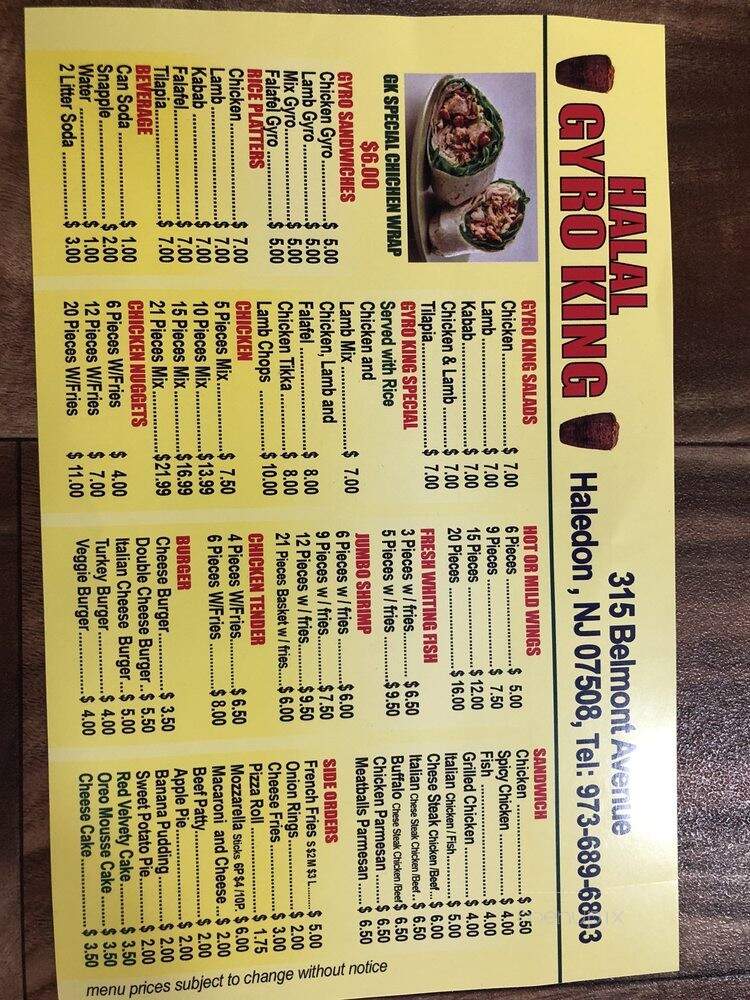 HALAL
GYRO KING
315 Belmont Avenue
Haledon , NJ 07508, Tel: 973-689-6803
GK SPECIAL CHICHEN WRAP
$6.00
GYRO SANDWICHES
Chicken Gyro..............$ 5.00
Lamb Gyro..............$ 5.00
Mix Gyro..............$ 5.00
Falafel Gyro..............$ 5.00
RICE PLATTERS
Chicken..............$ 7.00
Lamb..............$ 7.00
Kabab..............$ 7.00
Falafel..............$ 7.00
Tilapia..............$ 7.00
BEVERAGE
Can Soda ..............$ 1.00
Snapple..............$ 2.00
Water ..............$ 1.00
2 Litter Soda ..............$ 3.00
GYRO KING SALADS
Chicken..............$ 7.00
Lamb ..............$ 7.00
Kabab..............$ 7.00
Chicken & Lamb ..............$ 7.00
Tilapia..............$ 7.00
GYRO KING SPECIAL
Served with Rice
Chicken and
Lamb Mix ..............$ 7.00
Chicken, Lamb and
Falafel..............$ 8.00
Chicken Tikka..............$ 8.00
Lamb Chops ..............$ 10.00
CHICKEN
5 Pieces Mix..............$ 7.50
10 Pieces Mix..............$13.99
15 Pieces Mix..............$16.99
21 Pieces Mix..............$21.99
CHICKEN NUGGETS
6 Pieces W/Fries $ 4.00
12 Pieces W/Fries $ 7.00
20 Pieces W/Fries $ 11.00
HOT OR MILD WINGS
6 Pieces ..............$ 5.00
9 Pieces ..............$ 7.50
15 Pieces ..............$ 12.00
20 Pieces ..............$ 16.00
FRESH WHITING FISH
3 Pieces w / fries..............$ 6.50
5 Pieces w / fries..............$9.50
JUMBO SHRIMP
6 Pieces w / fries..............$6.00
9 Pieces w / fries..............$ 7.50
12 Pieces w / fries..............$9.50
21 Pieces Basket w / fries...$ 6.00
CHICKEN TENDER
4 Pieces W/Fries..............$ 6.50
6 Pieces W/Fries..............$ 8.00
BURGER
Cheese Burger..............$ 3.50
Double Cheese Burger..$ 5.50
Italian Cheese Burger...$ 5.00
Turkey Burger..............$ 4.00
Veggie Burger..............$ 4.00
SANDWICH
Chicken ..............$ 3.50
Spicy Chicken ..............$ 4.00
Fish ..............$ 4.00
Grilled Chicken ..............$ 4.00
Italian Chicken / Fish..............$ 5.00
Chese Steak Chicken /Beef...$ 6.00
Italian Chese Steak Chicken /Beef...$ 6.50
Buffalo Chese Steak Chicken /Beef $ 6.50
Chicken Parmesan ..............$ 6.50
Meatballs Parmesan ..............$ 6.50
SIDE ORDERS
French Fries S $2 M $3 L..............$ 5.00
Onion Rings..............$ 2.00
Cheese Fries..............$ 3.00
Pizza Roll..............$ 1.75
Mozzarella Sticks 6P $4 /10P. $ 6.00
Macaroni and Cheese...$ 2.00
Beef Patty..............$ 2.00
Apple Pie..............$ 2.00
Banana Pudding..............$ 2.00
Sweet Potato Pie..............$ 2.00
Red Velvety Cake..............$ 3.50
Oreo Mousse Cake..............$ 3.50
Cheese Cake..............$ 3.50
menu prices subject to change without notice